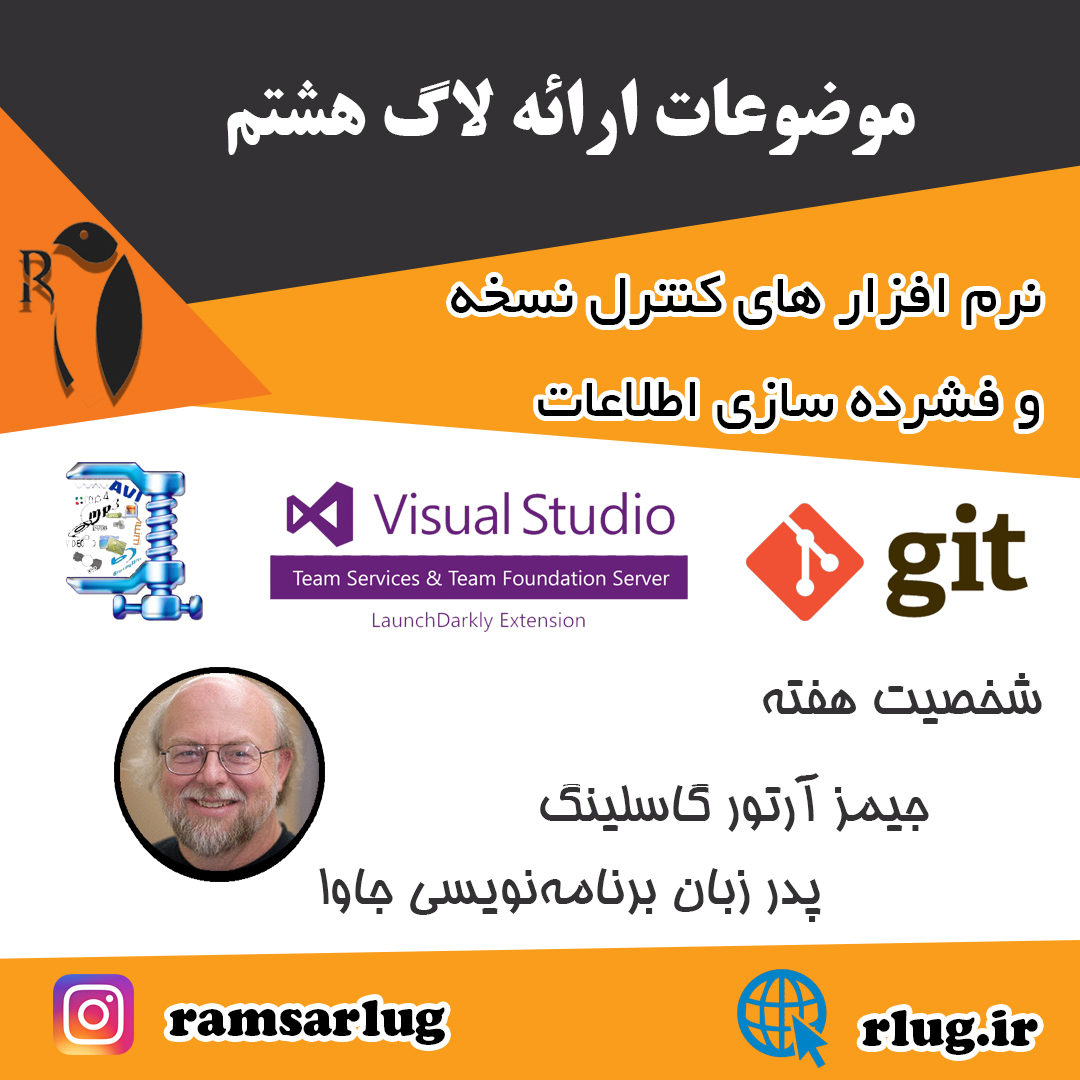 موضوعات ارائه لاگ هشتم
R
نرم افزار های کنترل نسخه
و فشرده سازی اطلاعات
AVI
Visual Studio
Team Services & Team Foundation Server
LaunchDarkly Extension
git
شخصیت هفته
جیمز آرتور گاسلینگ
پدر زبان برنامه‌نویسی جاوا
ramsarlug
rlug.ir